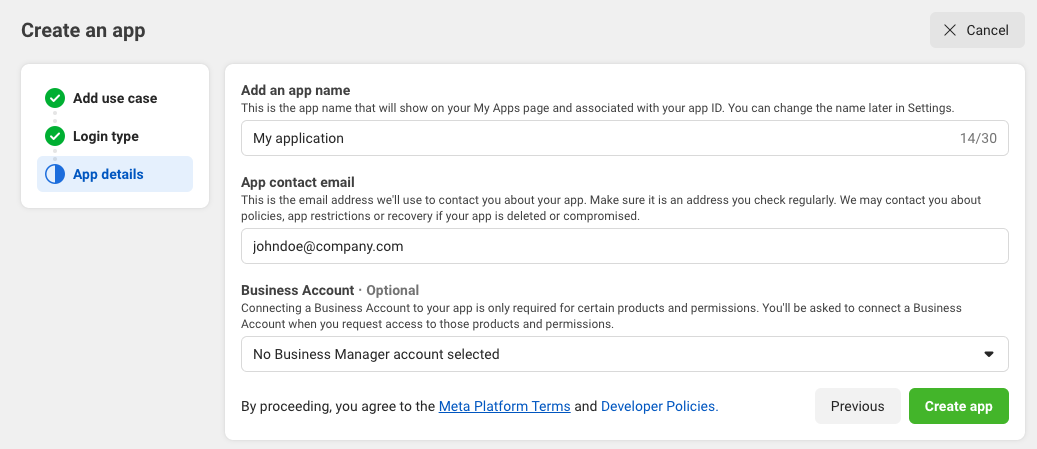 Create an app
Cancel
Add use case
Login type
App details
Add an app name
This is the app name that will show on your My Apps page and associated with your app ID. You can change the name later in Settings.
My application
14/30
App contact email
This is the email address we'll use to contact you about your app. Make sure it is an address you check regularly. We may contact you about
policies, app restrictions or recovery if your app is deleted or compromised.
johndoe@company.com
Business Account · Optional
Connecting a Business Account to your app is only required for certain products and permissions. You'll be asked to connect a Business
Account when you request access to those products and permissions.
No Business Manager account selected
By proceeding, you agree to the Meta Platform Terms and Developer Policies.
Previous
Create app